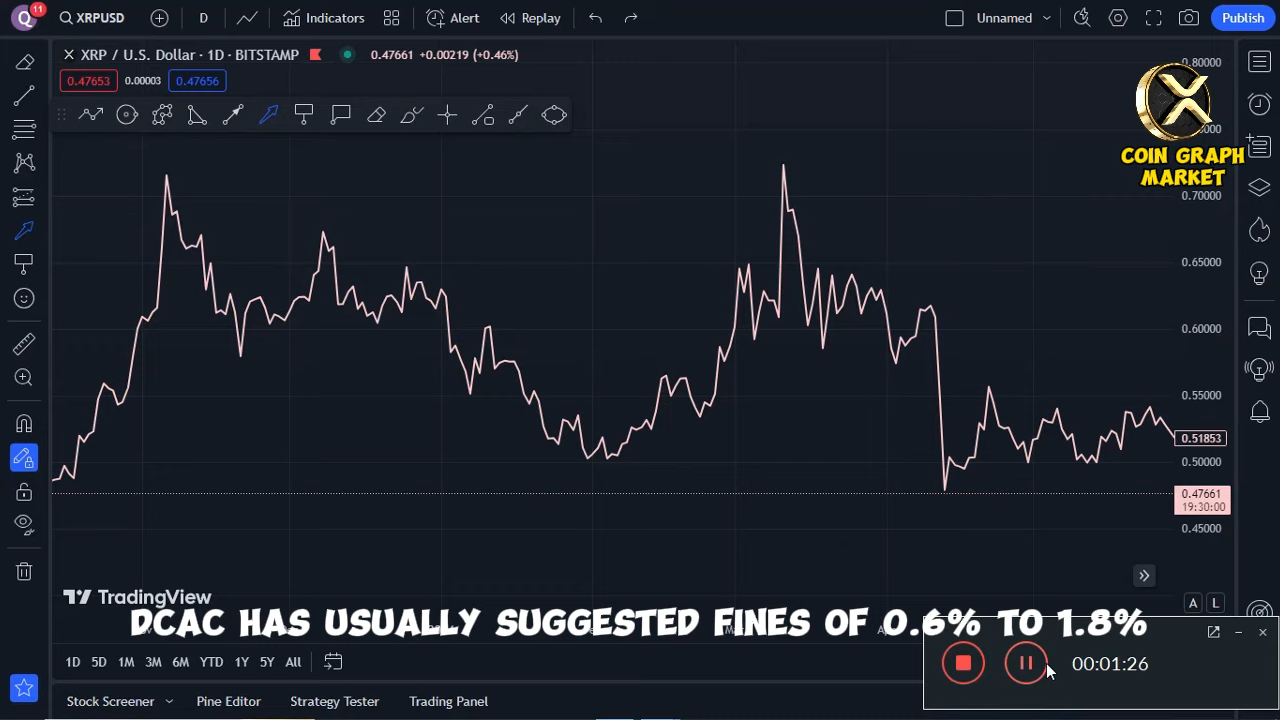 Q 11 XRPUSD D Indicators Alert Replay Unnamed Publish
XRP / U.S. Dollar · 1D · BITSTAMP 0.47661 +0.00219 (+0.46%)
0.47653 0.00003 0.47656
0.80000
COIN GRAPH
MARKET
0.70000
0.65000
0.60000
0.55000
0.51853
0.50000
0.47661
19:30:00
0.45000
TradingView
A L
DCAC HAS USUALLY SUGGESTED FINES OF 0.6% TO 1.8%
1D 5D 1M 3M 6M YTD 1Y 5Y All
00:01:26
Stock Screener Pine Editor Strategy Tester Trading Panel